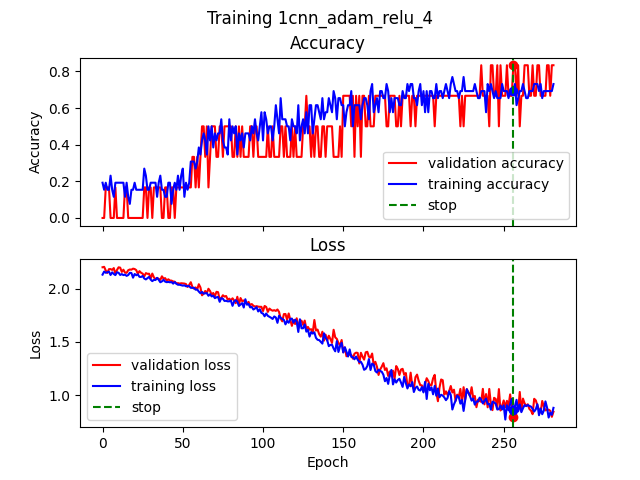 Training 1cnn_adam_relu_4
Accuracy
0.8
0.6
0.4
0.2
0.0
Accuracy
validation accuracy
training accuracy
stop
Loss
2.0
1.5
1.0
Loss
validation loss
training loss
stop
0 50 100 150 200 250
Epoch